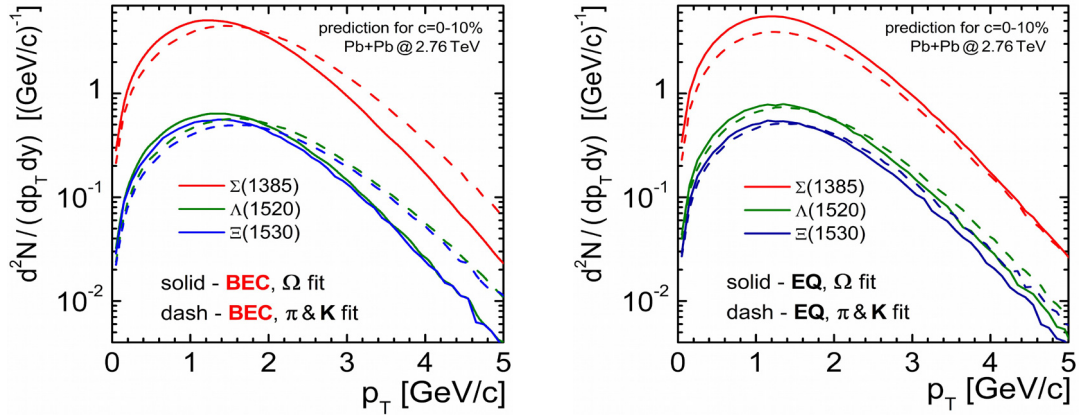 prediction for c=0-10%
Pb+Pb @ 2.76 TeV
d²N / ( dp_T dy) [(GeV/c)⁻¹]
1
10⁻¹
10⁻²
Σ(1385)
Λ(1520)
Ξ(1530)
solid - BEC, Ω fit
dash - BEC, π & K fit
0 1 2 3 4 5
p_T [GeV/c]
prediction for c=0-10%
Pb+Pb @ 2.76 TeV
d²N / ( dp_T dy) [(GeV/c)⁻¹]
1
10⁻¹
10⁻²
Σ(1385)
Λ(1520)
Ξ(1530)
solid - EQ, Ω fit
dash - EQ, π & K fit
0 1 2 3 4 5
p_T [GeV/c]